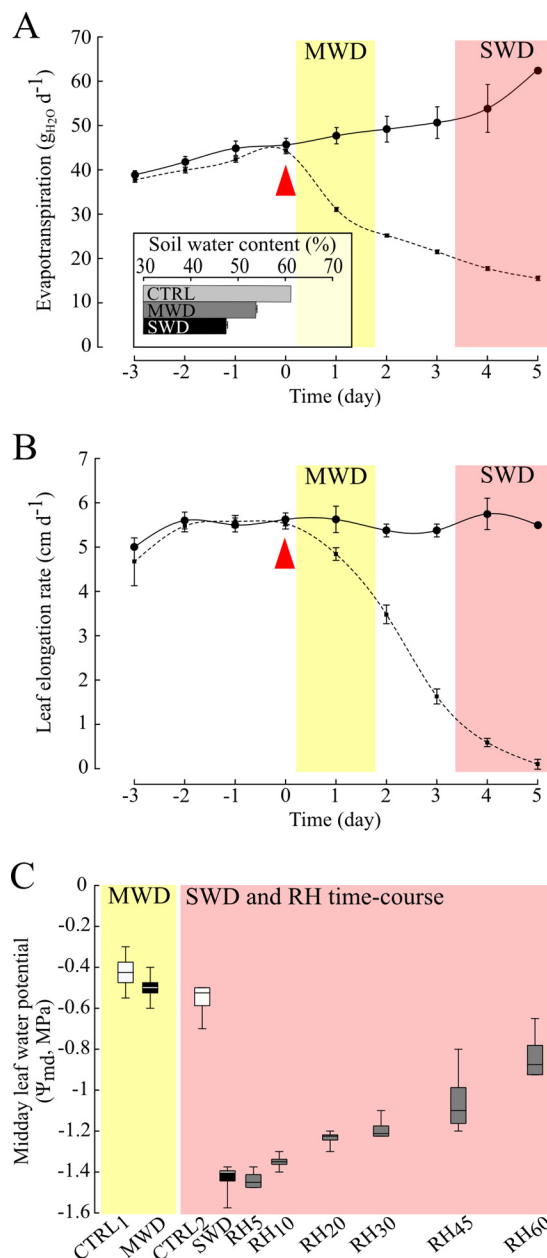 A
70
60
50
40
30
20
10
0
Evapotranspiration (gH2O d-1)
MWD
SWD
Soil water content (%)
30 40 50 60 70
CTRL
MWD
SWD
-3 -2 -1 0 1 2 3 4 5
Time (day)
B
7
6
5
4
3
2
1
0
Leaf elongation rate (cm d-1)
MWD
SWD
-3 -2 -1 0 1 2 3 4 5
Time (day)
C
0
-0.4
-0.6
-0.8
-1
-1.2
-1.4
-1.6
Midday leaf water potential
(Ψmd, MPa)
MWD
SWD and RH time-course
CTRL1
MWD
CTRL2
SWD
RH5
RH10
RH20
RH30
RH45
RH60